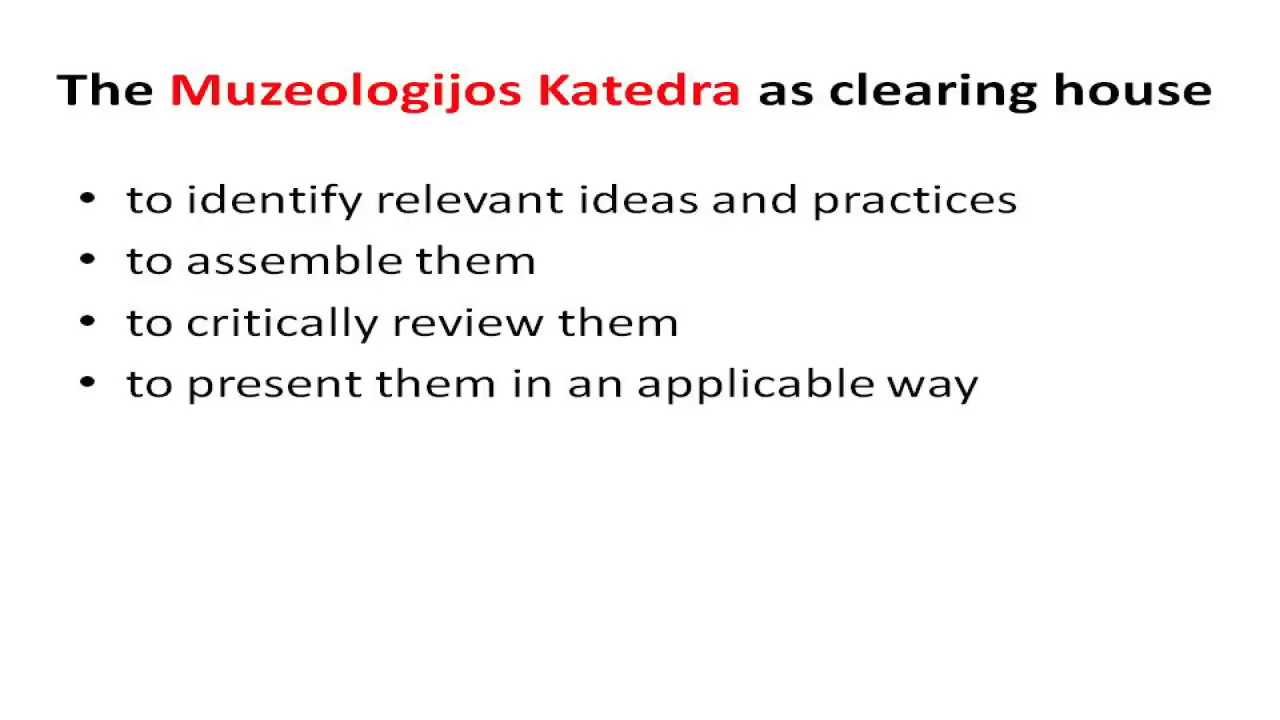 The Muzeologijos Katedra as clearing house
• to identify relevant ideas and practices
• to assemble them
• to critically review them
• to present them in an applicable way